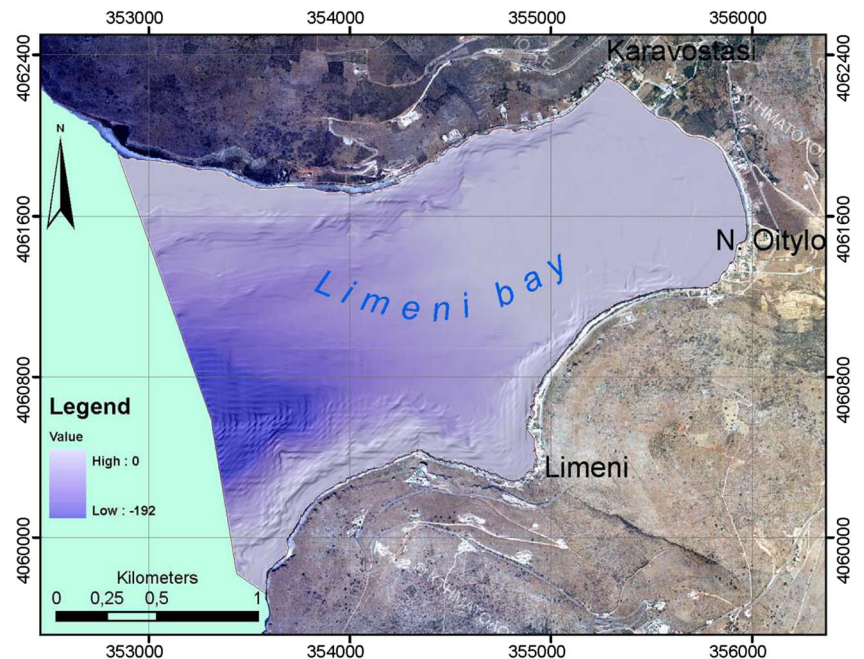 353000 354000 355000 356000
4062400
4062400
Karavostasi
N
4061600
4061600
N. Oitylo
Limeni bay
4060800
4060800
Legend
Value
High : 0
Low : -192
Limeni
4060000
4060000
Kilometers
0 0,25 0,5 1
353000 354000 355000 356000